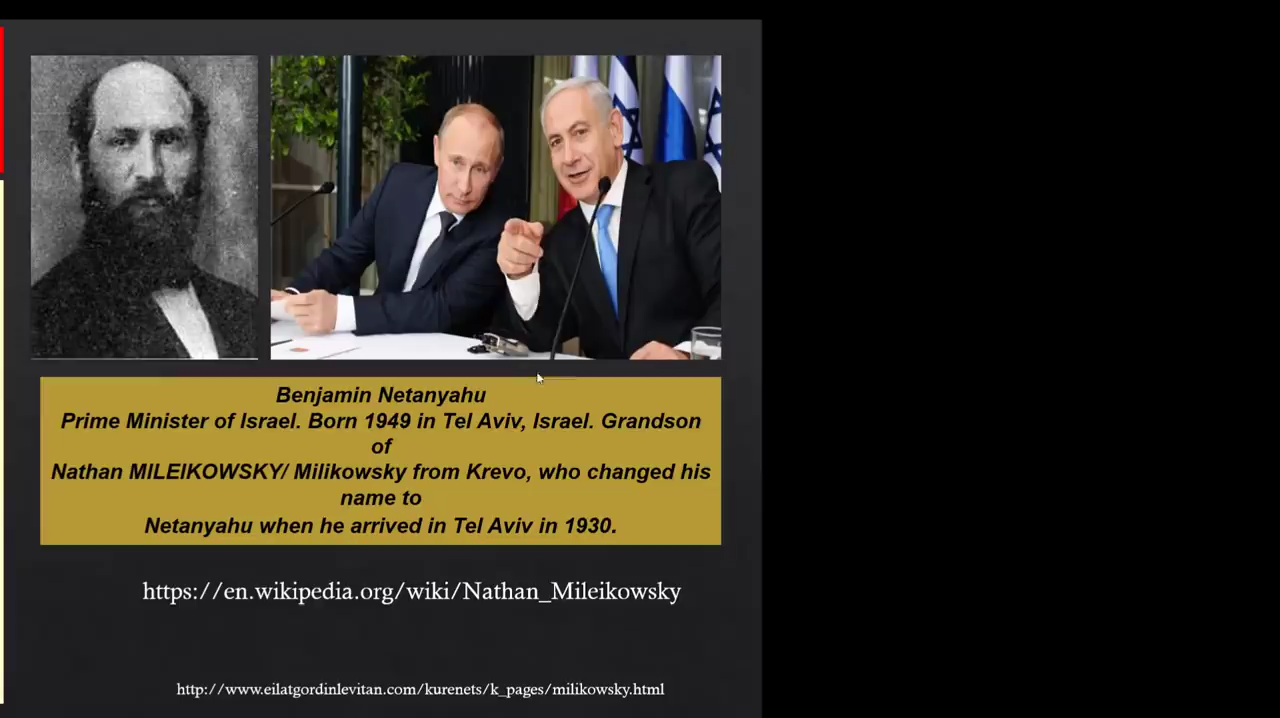 Benjamin Netanyahu
Prime Minister of Israel. Born 1949 in Tel Aviv, Israel. Grandson
of
Nathan MILEIKOWSKY/ Milikowsky from Krevo, who changed his
name to
Netanyahu when he arrived in Tel Aviv in 1930.
https://en.wikipedia.org/wiki/Nathan_Mileikowsky
http://www.eilatgordinlevitan.com/kurenets/k_pages/milikowsky.html